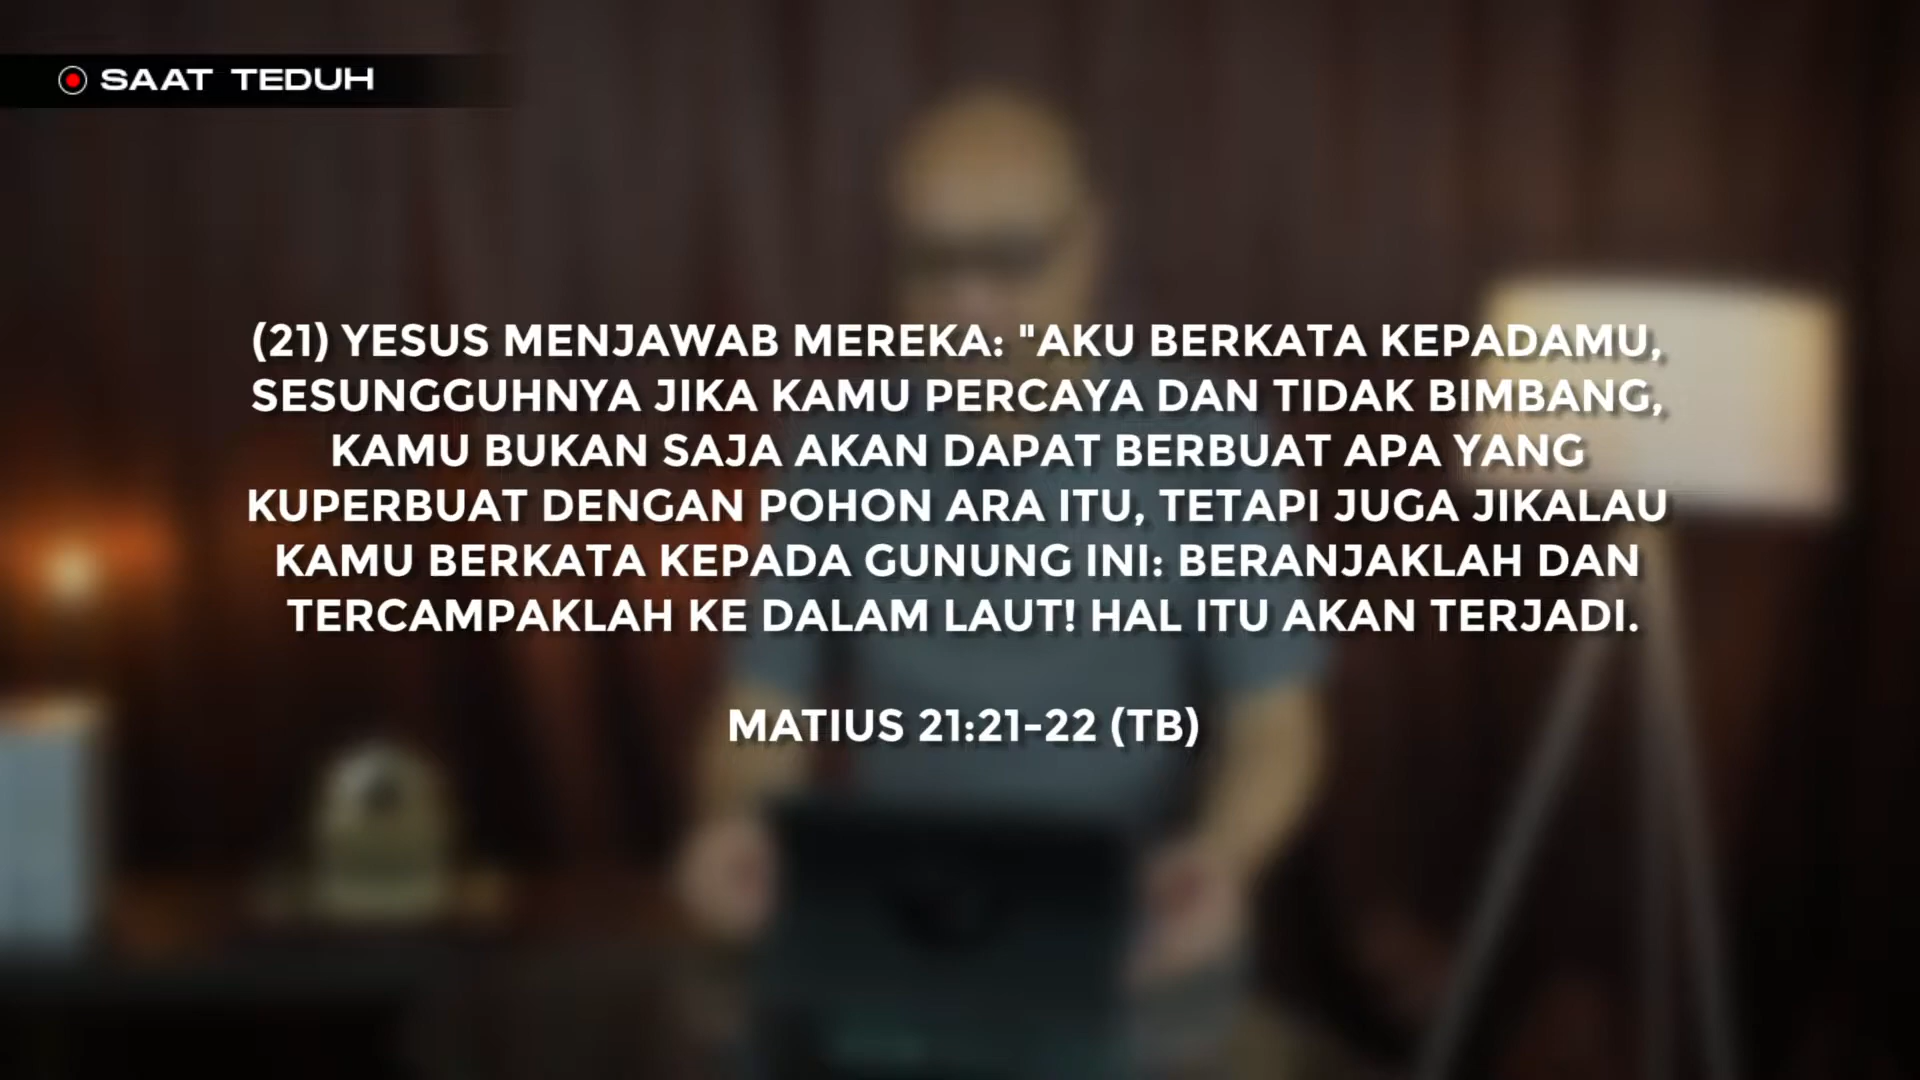 SAAT TEDUH
(21) YESUS MENJAWAB MEREKA: "AKU BERKATA KEPADAMU,
SESUNGGUHNYA JIKA KAMU PERCAYA DAN TIDAK BIMBANG,
KAMU BUKAN SAJA AKAN DAPAT BERBUAT APA YANG
KUPERBUAT DENGAN POHON ARA ITU, TETAPI JUGA JIKALAU
KAMU BERKATA KEPADA GUNUNG INI: BERANJAKLAH DAN
TERCAMPAKLAH KE DALAM LAUT! HAL ITU AKAN TERJADI.
MATIUS 21:21-22 (TB)